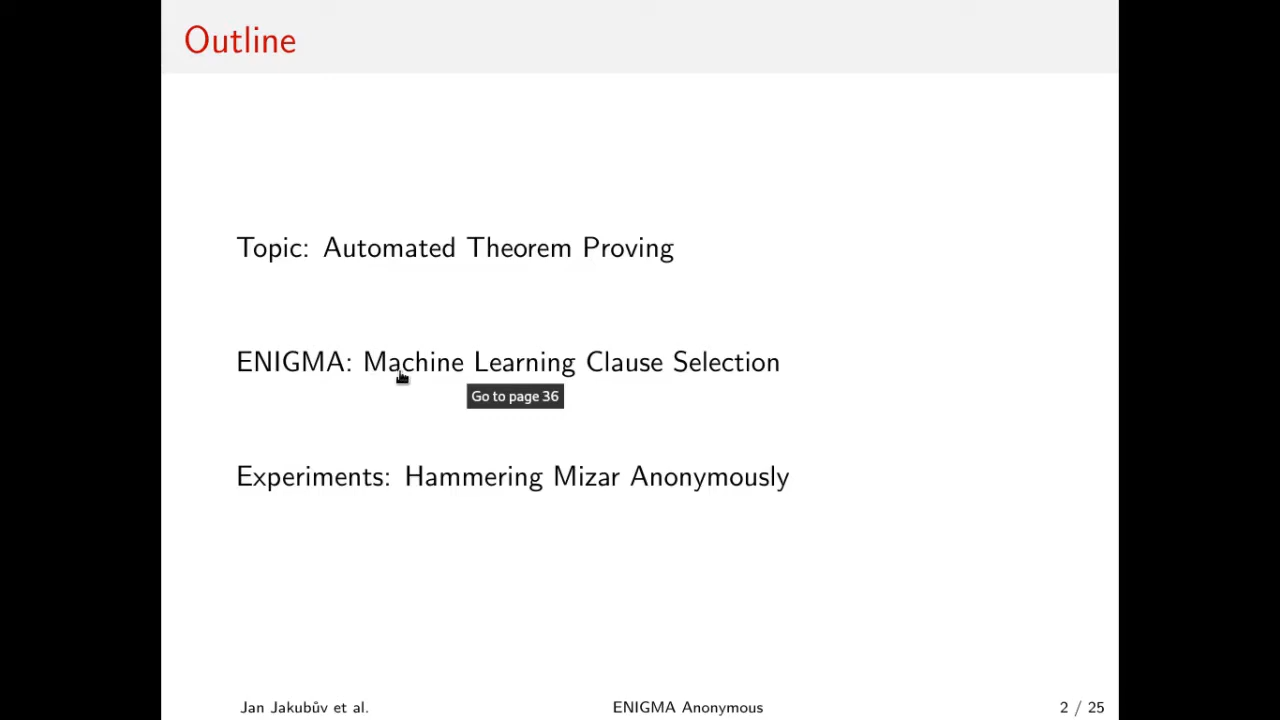 Outline
Topic: Automated Theorem Proving
ENIGMA: Machine Learning Clause Selection
Go to page 36
Experiments: Hammering Mizar Anonymously
Jan Jakubův et al. ENIGMA Anonymous 2 / 25